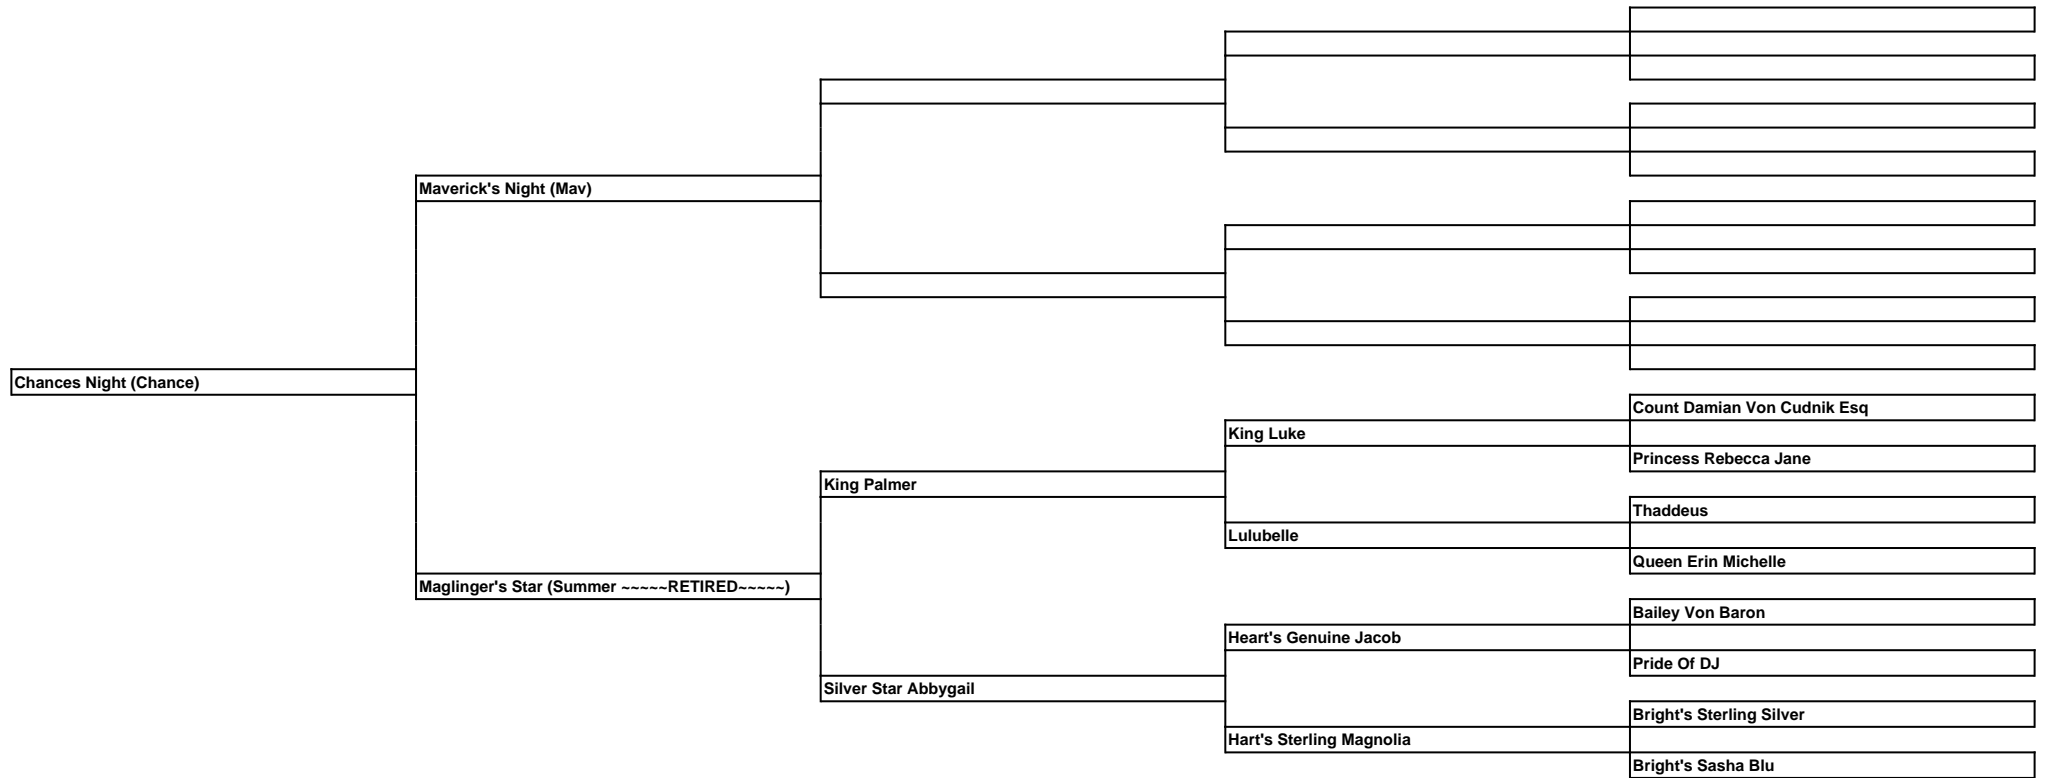 Maverick's Night (Mav)
Chances Night (Chance)
Count Damian Von Cudnik Esq
King Luke
Princess Rebecca Jane
King Palmer
Thaddeus
Lulubelle
Queen Erin Michelle
Maglinger's Star (Summer ~~~~~RETIRED~~~~~)
Bailey Von Baron
Heart's Genuine Jacob
Pride Of DJ
Silver Star Abbygail
Bright's Sterling Silver
Hart's Sterling Magnolia
Bright's Sasha Blu